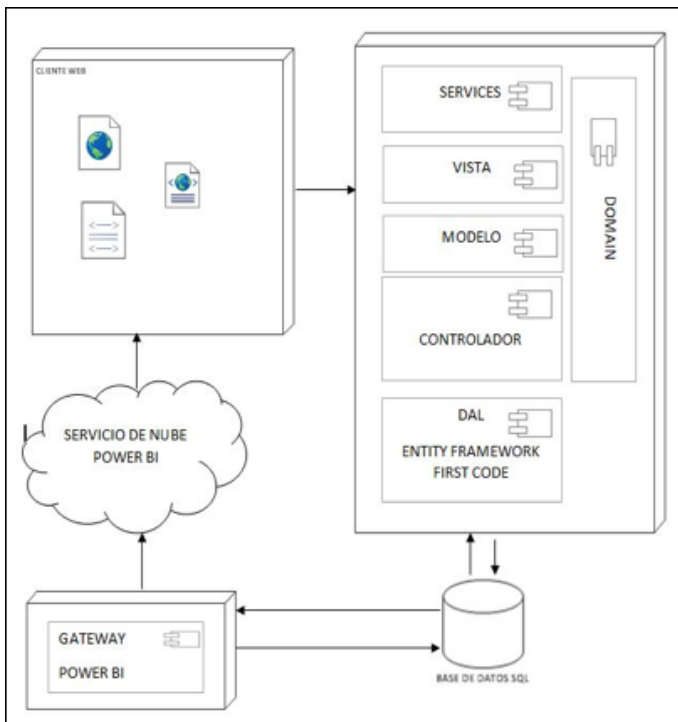 CLIENTE WEB
SERVICES
VISTA
MODELO
CONTROLADOR
DOMAIN
DAL
ENTITY FRAMEWORK
FIRST CODE
SERVICIO DE NUBE
POWER BI
GATEWAY
POWER BI
BASE DE DATOS SQL